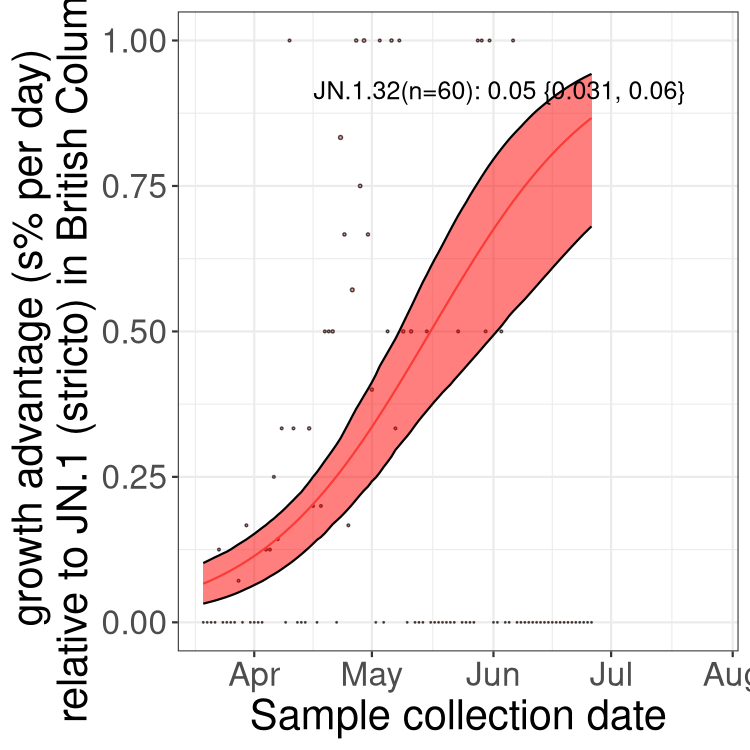 growth advantage (s% per day)
relative to JN.1 (stricto) in British Colum
1.00
0.75
0.50
0.25
0.00
JN.1.32(n=60): 0.05 {0.031, 0.06}
Apr May Jun Jul Aug
Sample collection date